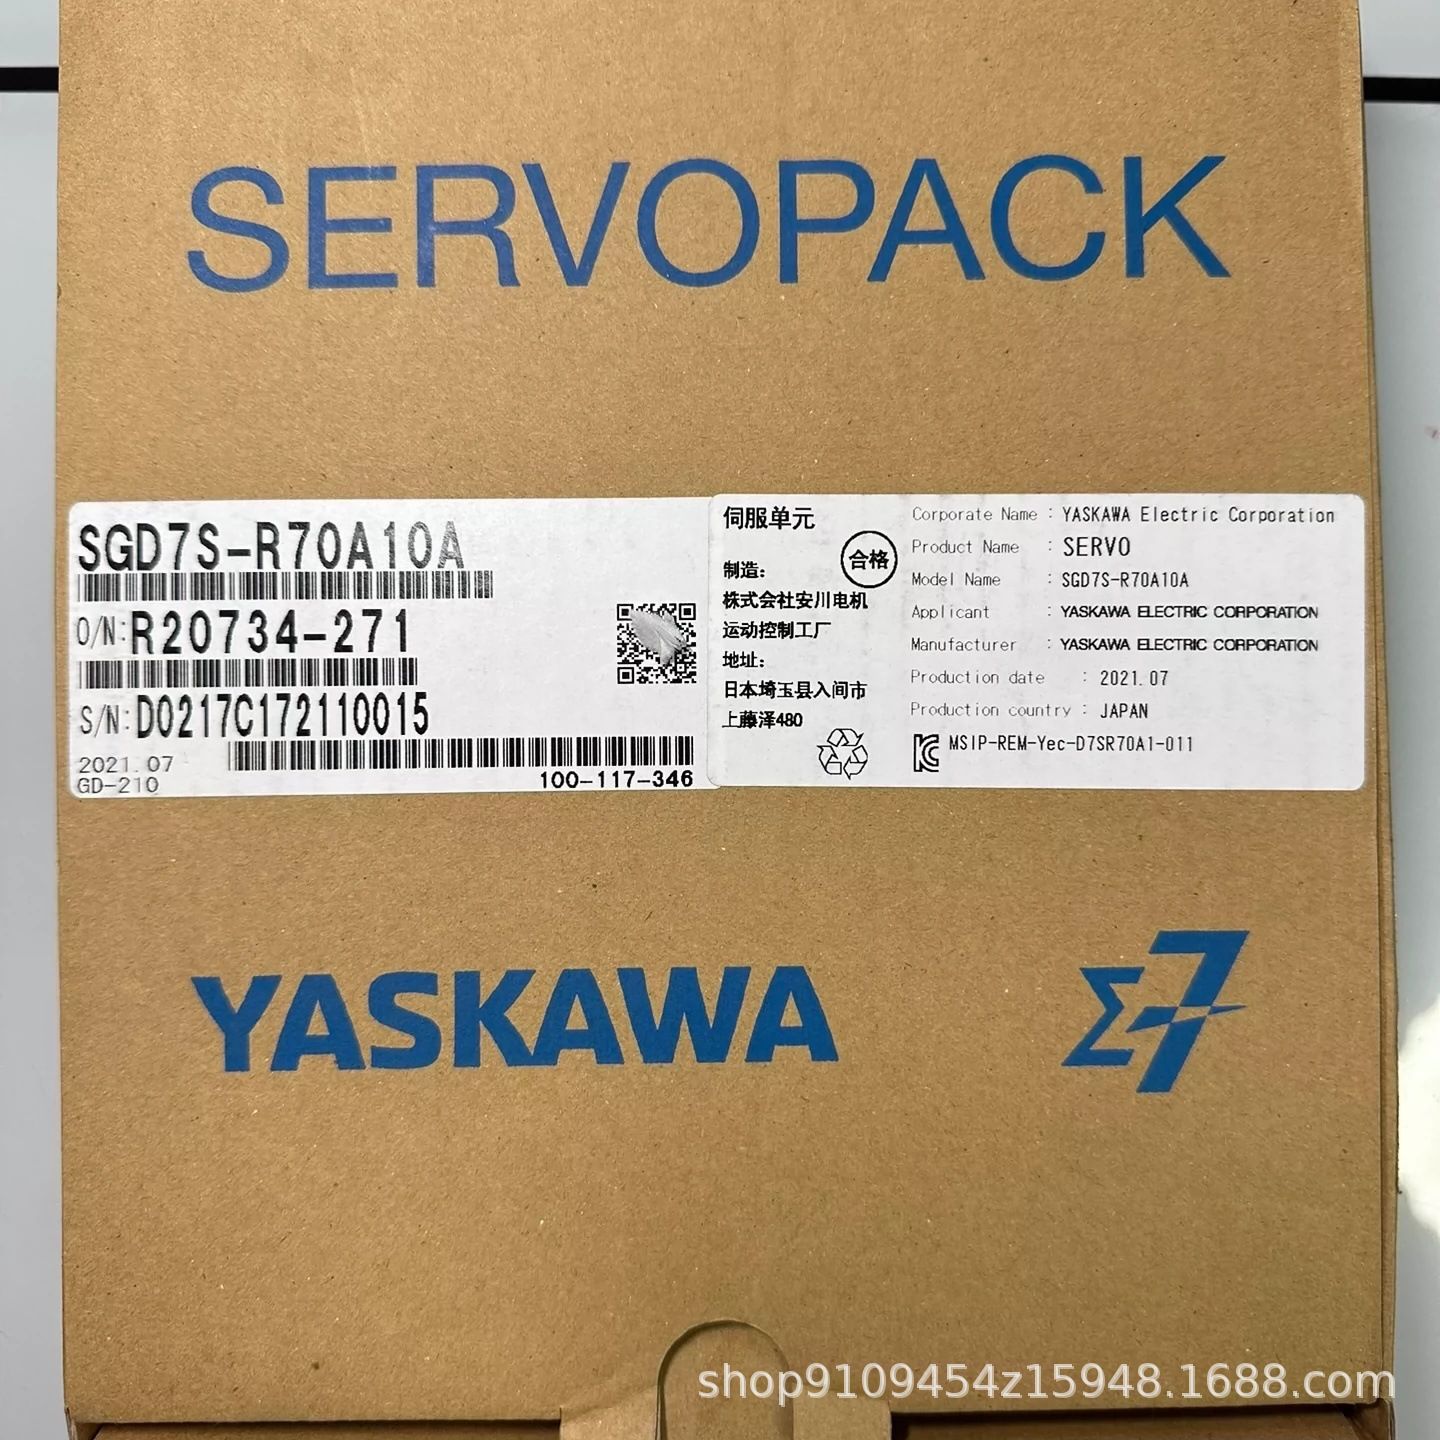 SERVOPACK
SGD7S-R70A10A
O/N:R20734-271
S/N:D0217C172110015
2021.07
GD-210
100-117-346
伺服单元
合格
制造:
株式会社安川电机
运动控制工厂
地址:
日本埼玉县入间市
上藤泽480
Corporate Name : YASKAWA Electric Corporation
Product Name : SERVO
Model Name : SGD7S-R70A10A
Applicant : YASKAWA ELECTRIC CORPORATION
Manufacturer : YASKAWA ELECTRIC CORPORATION
Production date : 2021.07
Production country : JAPAN
MSIP-REM-Yec-D7SR70A1-011
YASKAWA
Σ-7
shop9109454z15948.1688.com